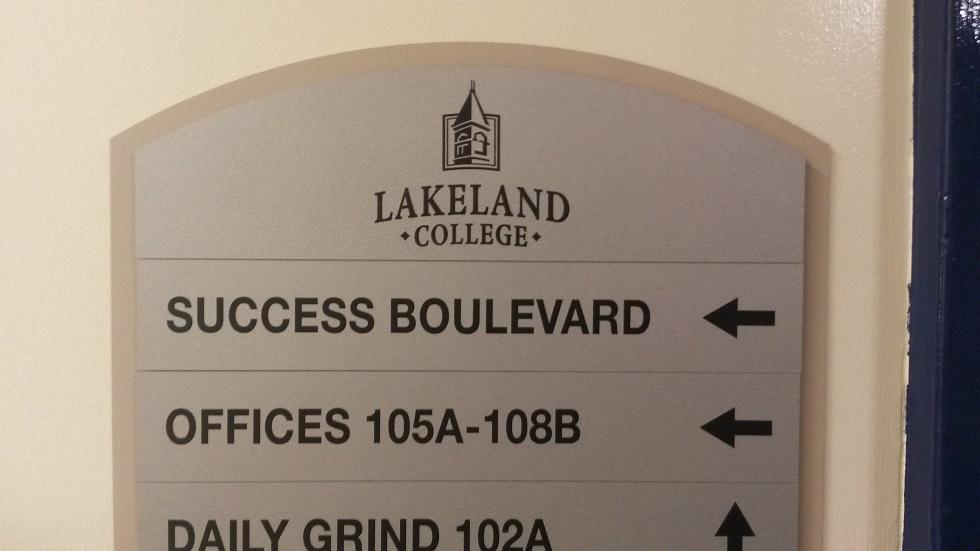 LAKELAND
COLLEGE
SUCCESS BOULEVARD
OFFICES 105A-108B
DAILY GRIND 102A